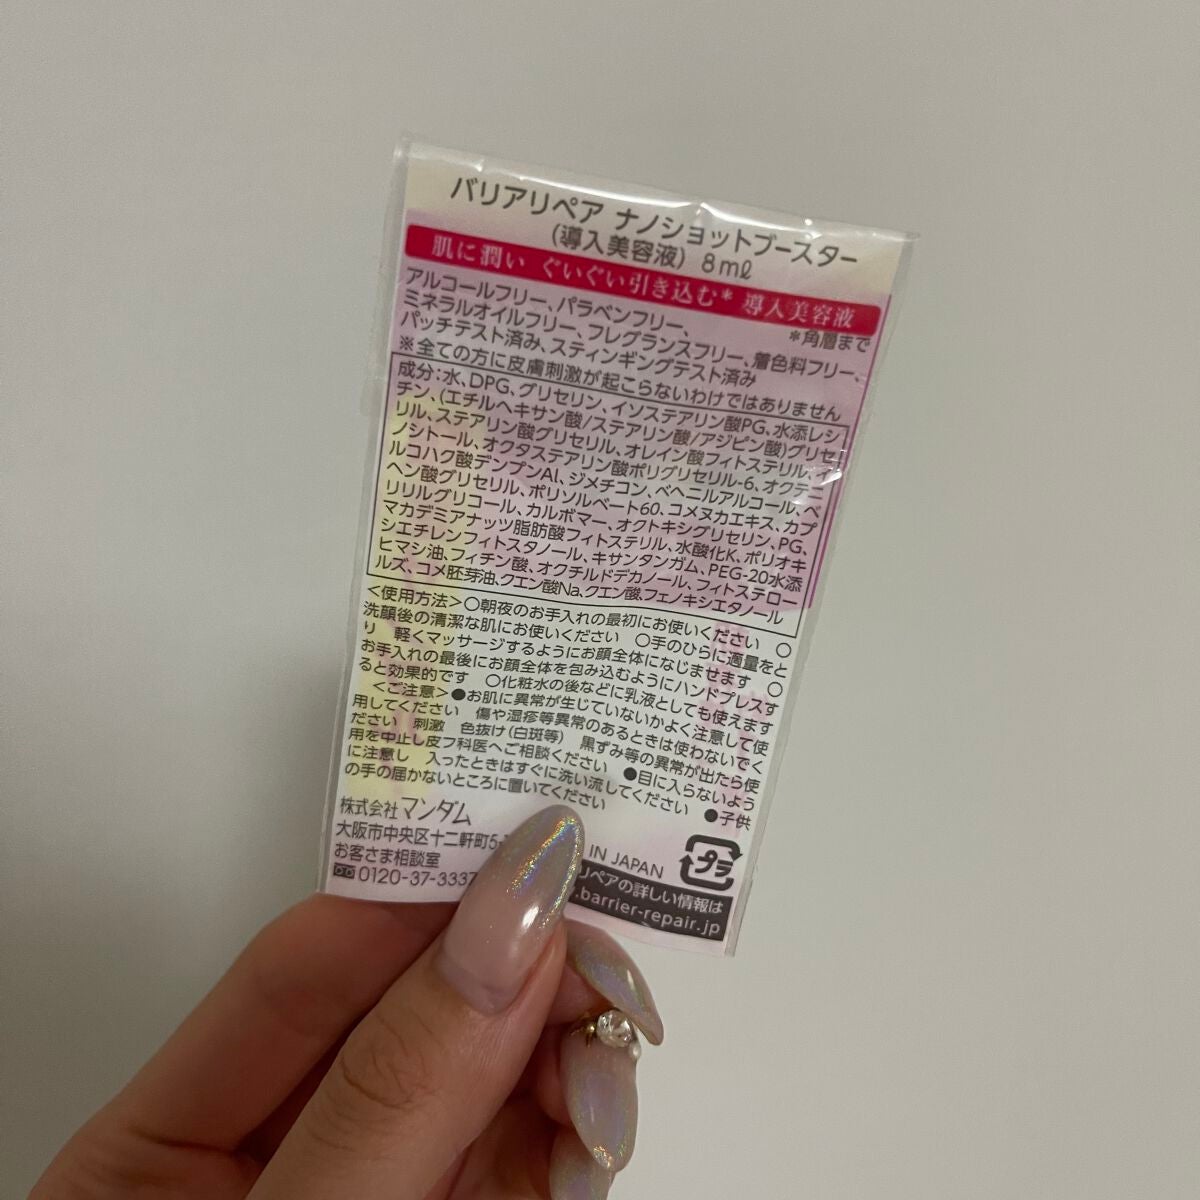 バリアリペア ナノショットブースター
(導入美容液) 8mℓ
肌に潤い ぐいぐい引き込む* 導入美容液
*角層まで
アルコールフリー、パラベンフリー、
ミネラルオイルフリー、フレグランスフリー、着色料フリー、
パッチテスト済み、スティンギングテスト済み
※全ての方に皮膚刺激が起こらないわけではありません
成分:水、DPG、グリセリン、イソステアリン酸PG、水添レシ
チン、(エチルヘキサン酸/ステアリン酸/アジピン酸)グリセ
リル、ステアリン酸グリセリル、オレイン酸フィトステリル、イ
ノシトール、オクタステアリン酸ポリグリセリル-6、オクテニ
ルコハク酸デンプンAl、ジメチコン、ベヘニルアルコール、ベ
ヘン酸グリセリル、ポリソルベート60、コメヌカエキス、カプ
リリルグリコール、カルボマー、オクトキシグリセリン、PG、
マカデミアナッツ脂肪酸フィトステリル、水酸化K、ポリオキ
シエチレンフィトスタノール、キサンタンガム、PEG-20水添
ヒマシ油、フィチン酸、オクチルドデカノール、フィトステロー
ルズ、コメ胚芽油、クエン酸Na、クエン酸、フェノキシエタノール
<使用方法>○朝夜のお手入れの最初にお使いください ○
洗顔後の清潔な肌にお使いください ○手のひらに適量をと
り 軽くマッサージするようにお顔全体になじませます ○
お手入れの最後にお顔全体を包み込むようにハンドプレスす
ると効果的です ○化粧水の後などに乳液としても使えます
<ご注意>●お肌に異常が生じていないかよく注意して使
用してください 傷や湿疹等異常のあるときは使わないでく
ださい 刺激 色抜け(白斑等) 黒ずみ等の異常が出たら使
用を中止し皮フ科医へご相談ください ●目に入らないよう
に注意し 入ったときはすぐに洗い流してください ●子供
の手の届かないところに置いてください
株式会社マンダム
大阪市中央区十二軒町5-
お客さま相談室
0120-37-3337
IN JAPAN
プラ
リペアの詳しい情報は
.barrier-repair.jp